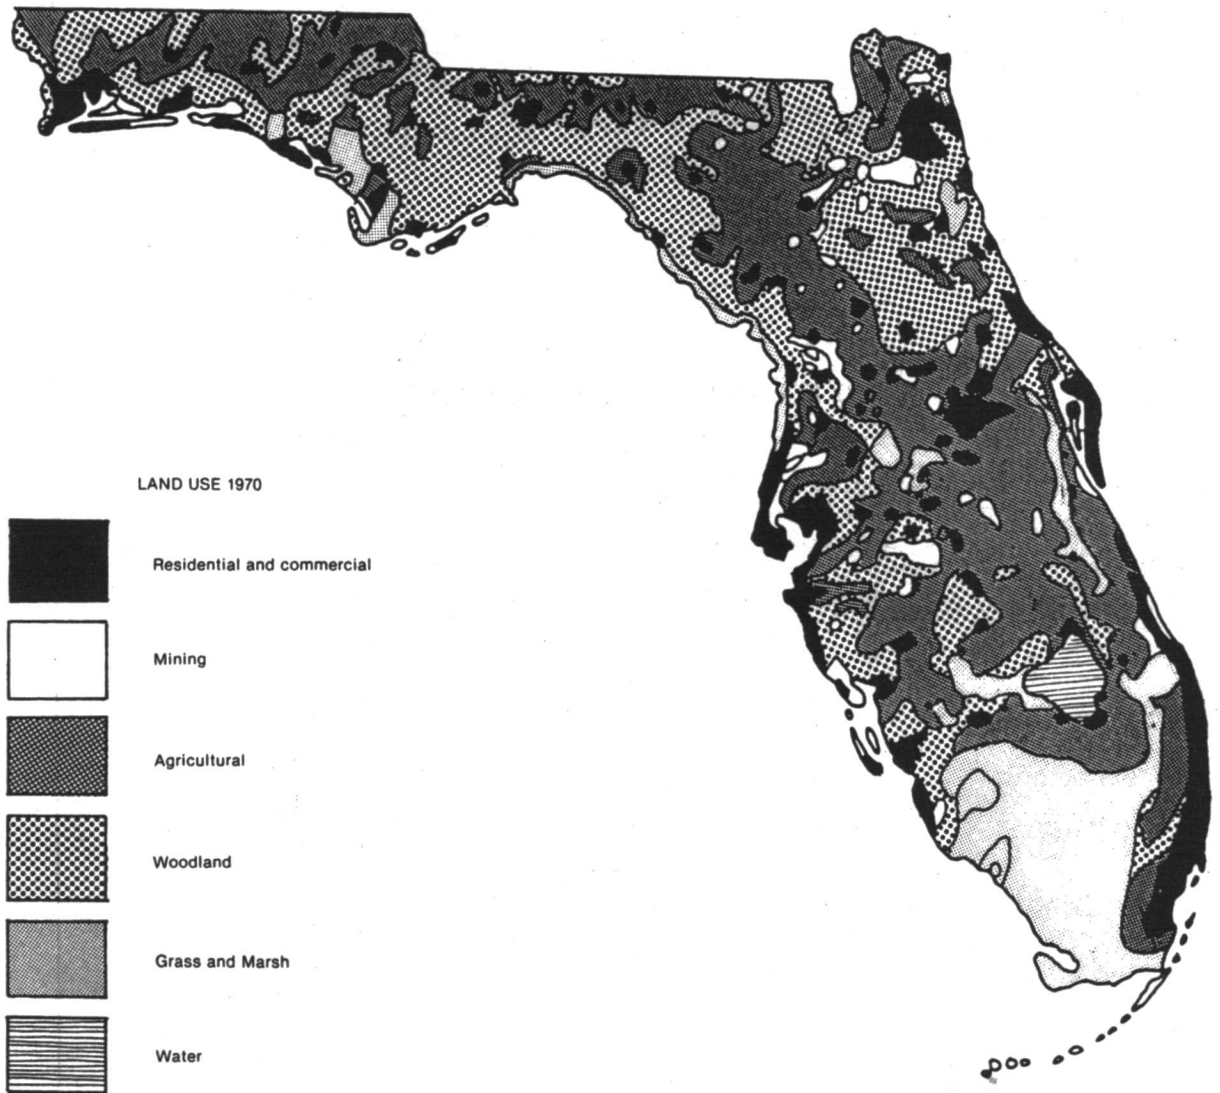 LAND USE 1970
Residential and commercial
Mining
Agricultural
Woodland
Grass and Marsh
Water